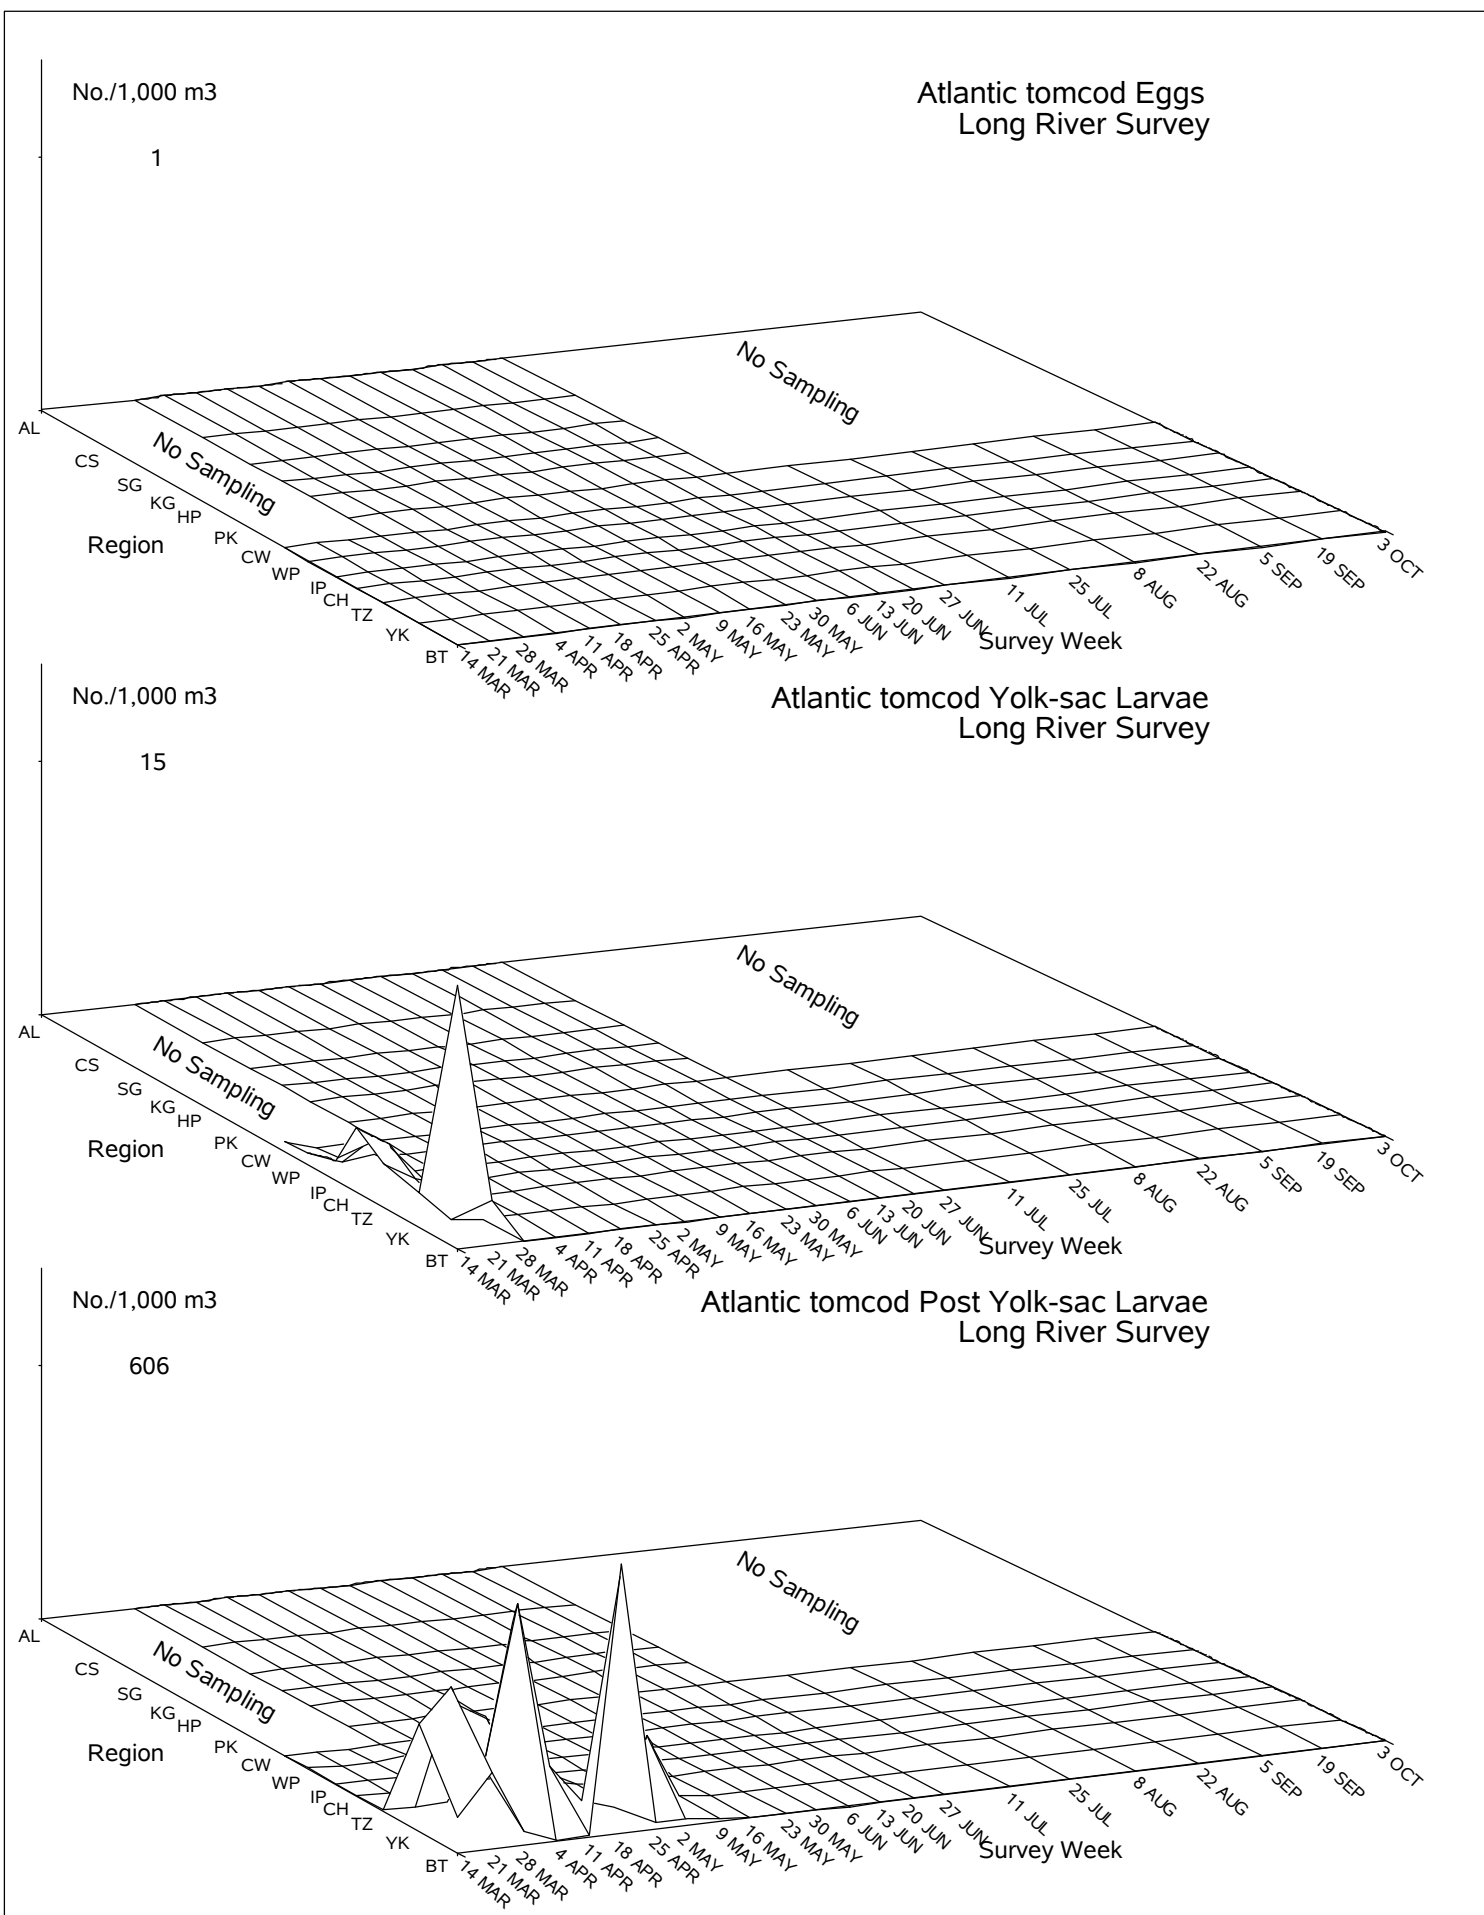 No./1,000 m3
Atlantic tomcod Eggs
Long River Survey
1
No Sampling
AL
CS
SG
KG
HP
PK
CW
WP
IP
CH
TZ
YK
BT
No Sampling
Region
14 MAR
21 MAR
28 MAR
4 APR
11 APR
18 APR
25 APR
2 MAY
9 MAY
16 MAY
23 MAY
30 MAY
6 JUN
13 JUN
20 JUN
27 JUN
11 JUL
25 JUL
8 AUG
22 AUG
5 SEP
19 SEP
3 OCT
Survey Week
No./1,000 m3
Atlantic tomcod Yolk-sac Larvae
Long River Survey
15
No Sampling
AL
CS
SG
KG
HP
PK
CW
WP
IP
CH
TZ
YK
BT
No Sampling
Region
14 MAR
21 MAR
28 MAR
4 APR
11 APR
18 APR
25 APR
2 MAY
9 MAY
16 MAY
23 MAY
30 MAY
6 JUN
13 JUN
20 JUN
27 JUN
11 JUL
25 JUL
8 AUG
22 AUG
5 SEP
19 SEP
3 OCT
Survey Week
No./1,000 m3
Atlantic tomcod Post Yolk-sac Larvae
Long River Survey
606
No Sampling
AL
CS
SG
KG
HP
PK
CW
WP
IP
CH
TZ
YK
BT
No Sampling
Region
14 MAR
21 MAR
28 MAR
4 APR
11 APR
18 APR
25 APR
2 MAY
9 MAY
16 MAY
23 MAY
30 MAY
6 JUN
13 JUN
20 JUN
27 JUN
11 JUL
25 JUL
8 AUG
22 AUG
5 SEP
19 SEP
3 OCT
Survey Week